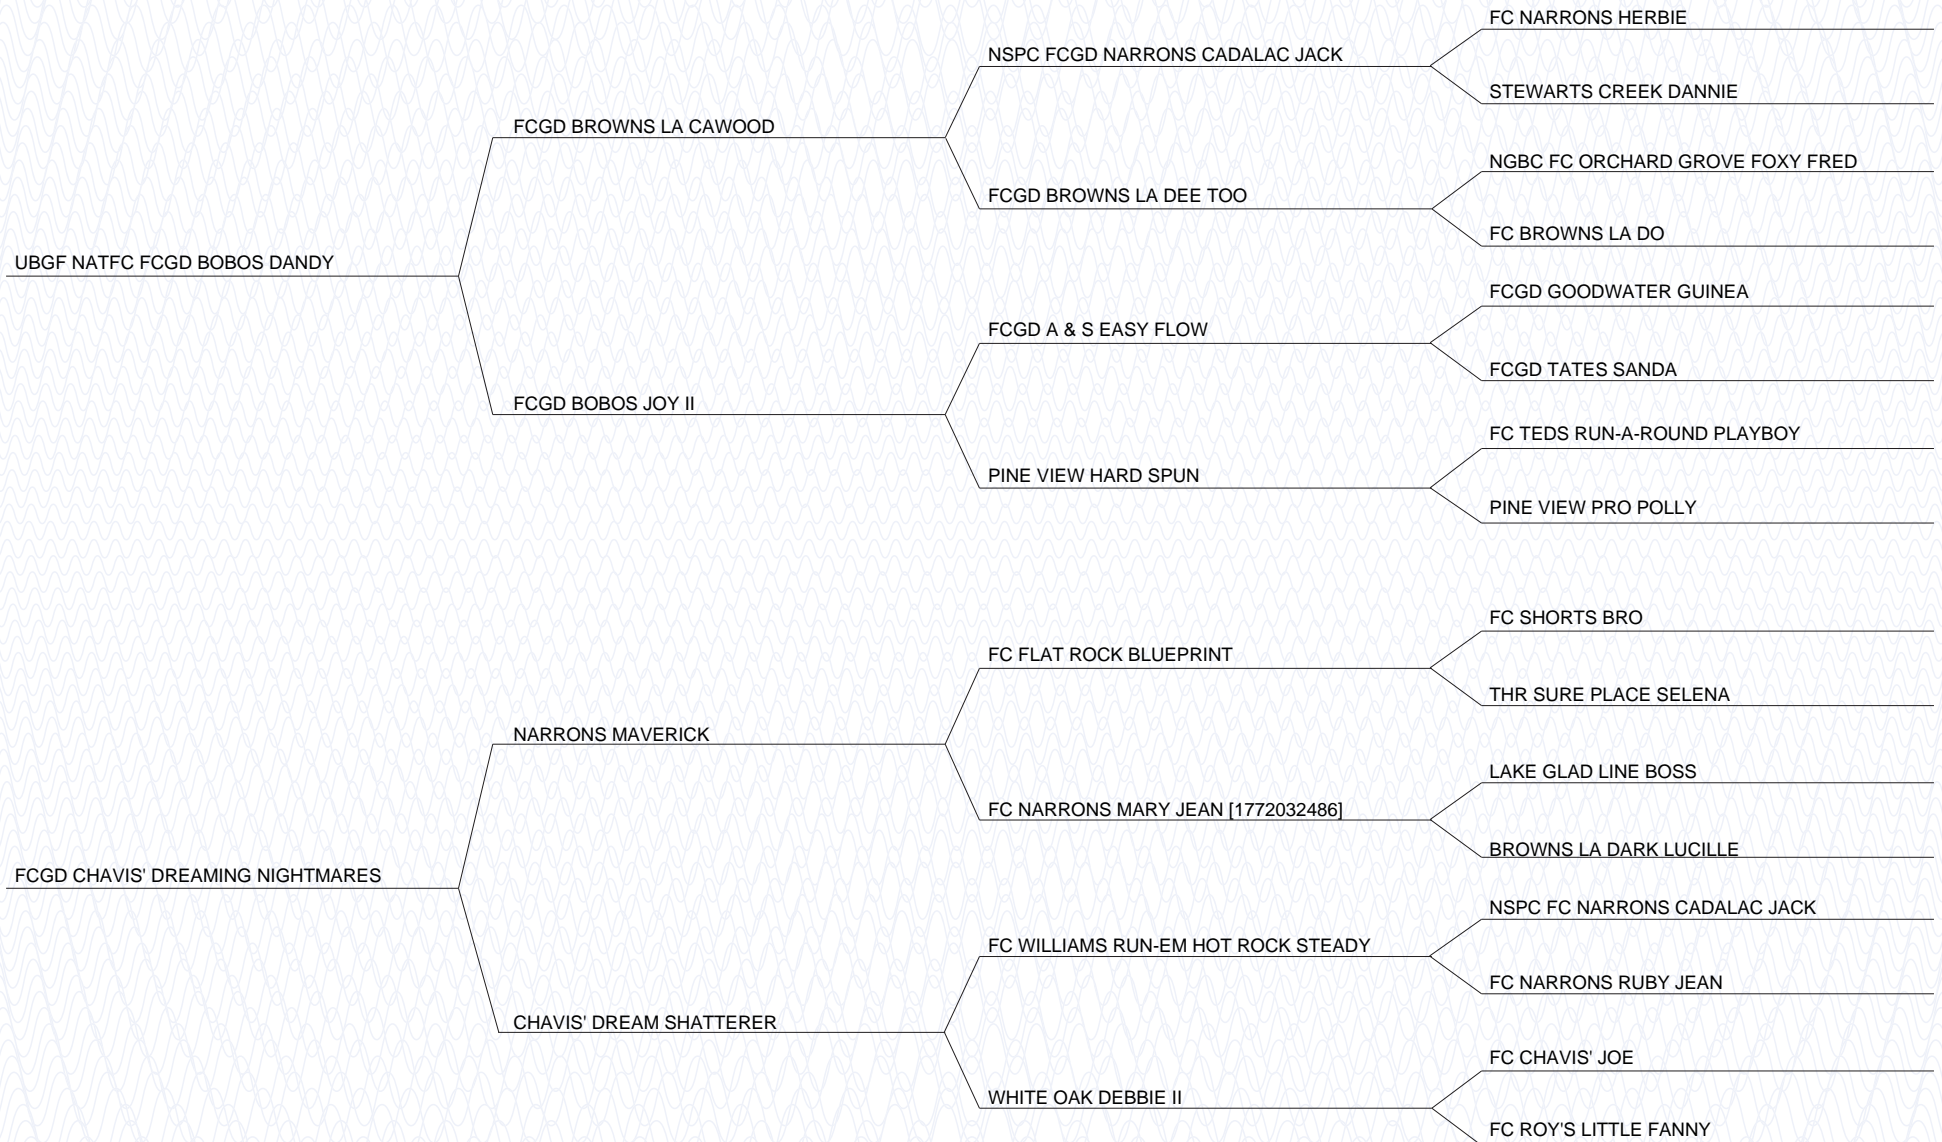 FC NARRONS HERBIE
NSPC FCGD NARRONS CADALAC JACK
STEWARTS CREEK DANNIE
FCGD BROWNS LA CAWOOD
NGBC FC ORCHARD GROVE FOXY FRED
FCGD BROWNS LA DEE TOO
FC BROWNS LA DO
UBGF NATFC FCGD BOBOS DANDY
FCGD GOODWATER GUINEA
FCGD A & S EASY FLOW
FCGD TATES SANDA
FCGD BOBOS JOY II
FC TEDS RUN-A-ROUND PLAYBOY
PINE VIEW HARD SPUN
PINE VIEW PRO POLLY
FC SHORTS BRO
FC FLAT ROCK BLUEPRINT
THR SURE PLACE SELENA
NARRONS MAVERICK
LAKE GLAD LINE BOSS
FC NARRONS MARY JEAN [1772032486]
BROWNS LA DARK LUCILLE
FCGD CHAVIS' DREAMING NIGHTMARES
NSPC FC NARRONS CADALAC JACK
FC WILLIAMS RUN-EM HOT ROCK STEADY
FC NARRONS RUBY JEAN
CHAVIS' DREAM SHATTERER
FC CHAVIS' JOE
WHITE OAK DEBBIE II
FC ROY'S LITTLE FANNY